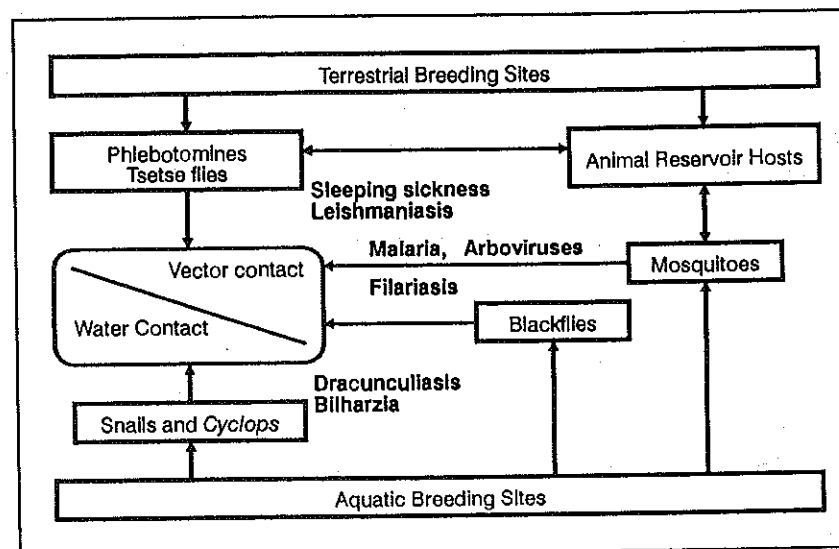 Terrestrial Breeding Sites
Phlebotomines
Tsetse flies
Animal Reservoir Hosts
Sleeping sickness
Leishmaniasis
Malaria, Arboviruses
Vector contact
Mosquitoes
Filariasis
Water Contact
Blackflies
Dracunculiasis
Bilharzia
Snails and Cyclops
Aquatic Breeding Sites